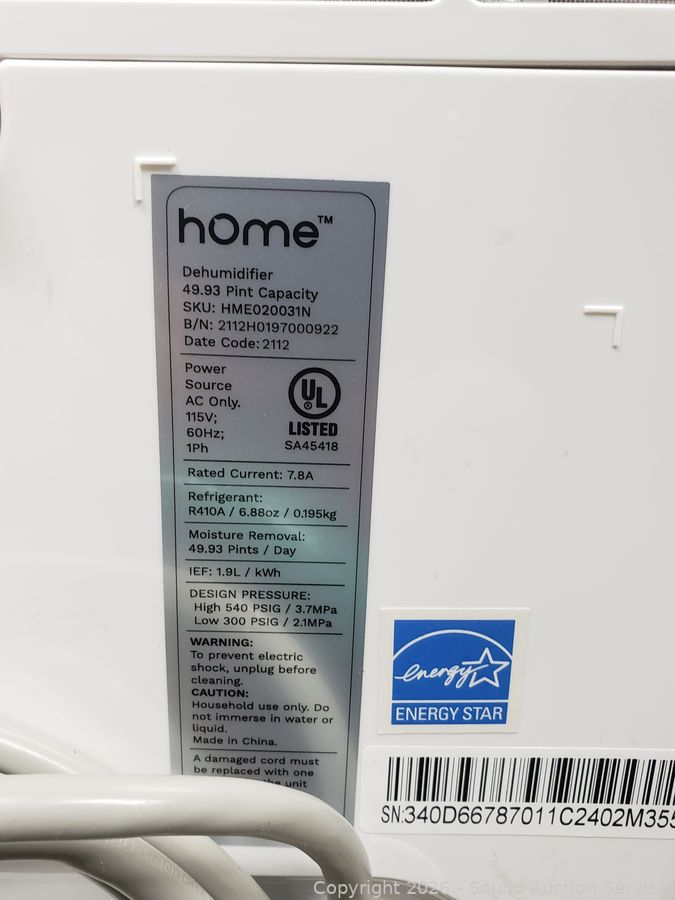 home™
Dehumidifier
49.93 Pint Capacity
SKU: HME020031N
B/N: 2112H0197000922
Date Code: 2112
Power
Source
AC Only.
115V;
60Hz;
1Ph
UL
LISTED
SA45418
Rated Current: 7.8A
Refrigerant:
R410A / 6.88oz / 0.195kg
Moisture Removal:
49.93 Pints / Day
IEF: 1.9L / kWh
DESIGN PRESSURE:
High 540 PSIG / 3.7MPa
Low 300 PSIG / 2.1MPa
WARNING:
To prevent electric
shock, unplug before
cleaning.
CAUTION:
Household use only. Do
not immerse in water or
liquid.
Made in China.
A damaged cord must
be replaced with one
the unit
energy
ENERGY STAR
SN:340D66787011C2402M355
Copyright 2026 - Sound Auction Service